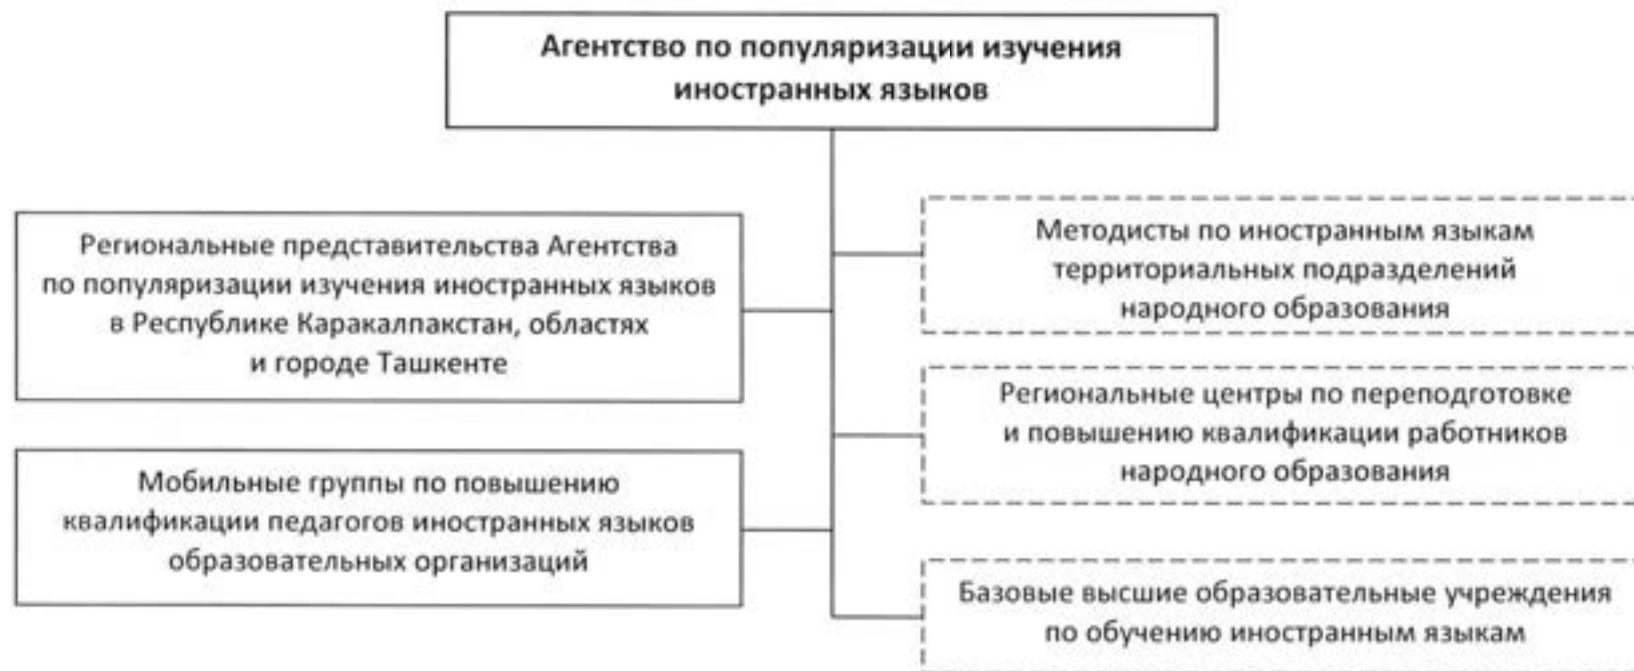 Агентство по популяризации изучения
иностранных языков
Региональные представительства Агентства
по популяризации изучения иностранных языков
в Республике Каракалпакстан, областях
и городе Ташкенте
Мобильные группы по повышению
квалификации педагогов иностранных языков
образовательных организаций
Методисты по иностранным языкам
территориальных подразделений
народного образования
Региональные центры по переподготовке
и повышению квалификации работников
народного образования
Базовые высшие образовательные учреждения
по обучению иностранным языкам